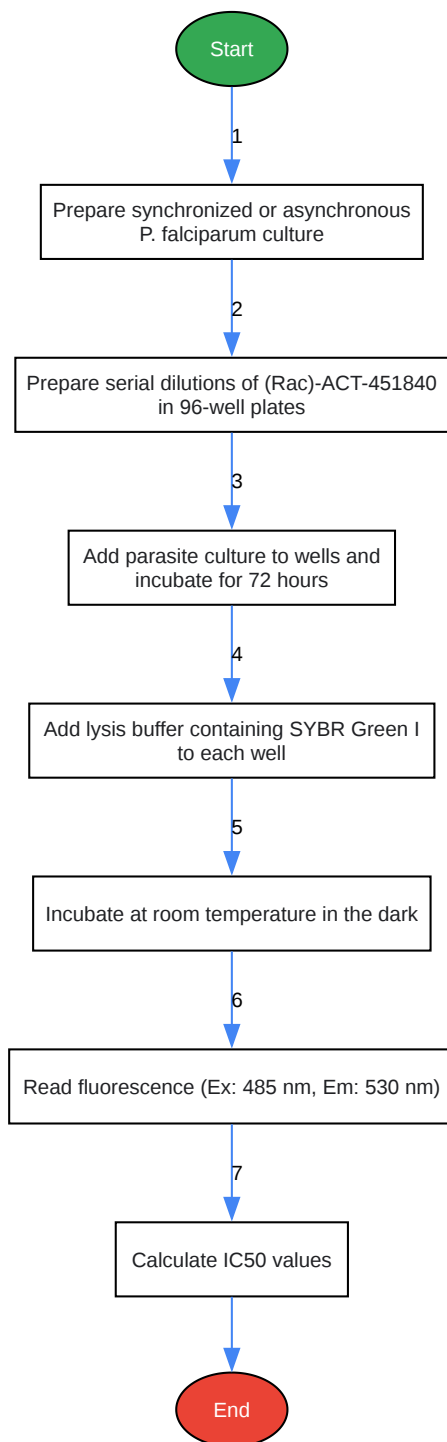 Start
1
Prepare synchronized or asynchronous
P. falciparum culture
2
Prepare serial dilutions of (Rac)-ACT-451840
in 96-well plates
3
Add parasite culture to wells and
incubate for 72 hours
4
Add lysis buffer containing SYBR Green I
to each well
5
Incubate at room temperature in the dark
6
Read fluorescence (Ex: 485 nm, Em: 530 nm)
7
Calculate IC50 values
End